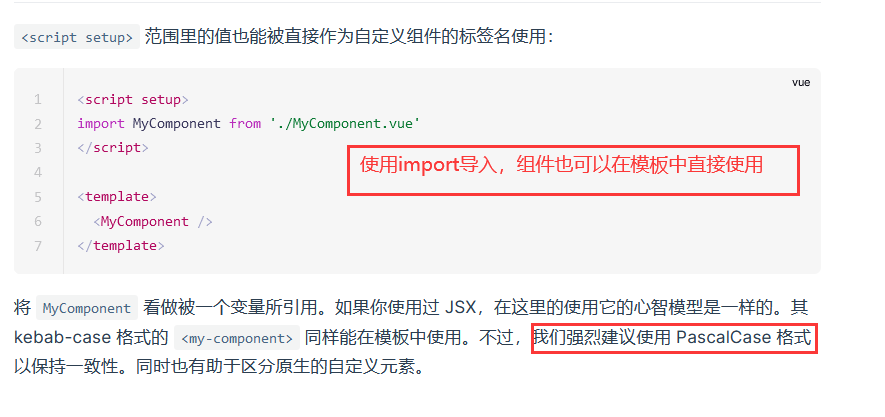 <script setup> 范围里的值也能被直接作为自定义组件的标签名使用：
vue
1 <script setup>
2 import MyComponent from './MyComponent.vue'
3 </script>
使用import导入，组件也可以在模板中直接使用
4
5 <template>
6 <MyComponent />
7 </template>
将 MyComponent 看做被一个变量所引用。如果你使用过 JSX，在这里的使用它的心智模型是一样的。其
kebab-case 格式的 <my-component> 同样能在模板中使用。不过，我们强烈建议使用 PascalCase 格式
以保持一致性。同时也有助于区分原生的自定义元素。